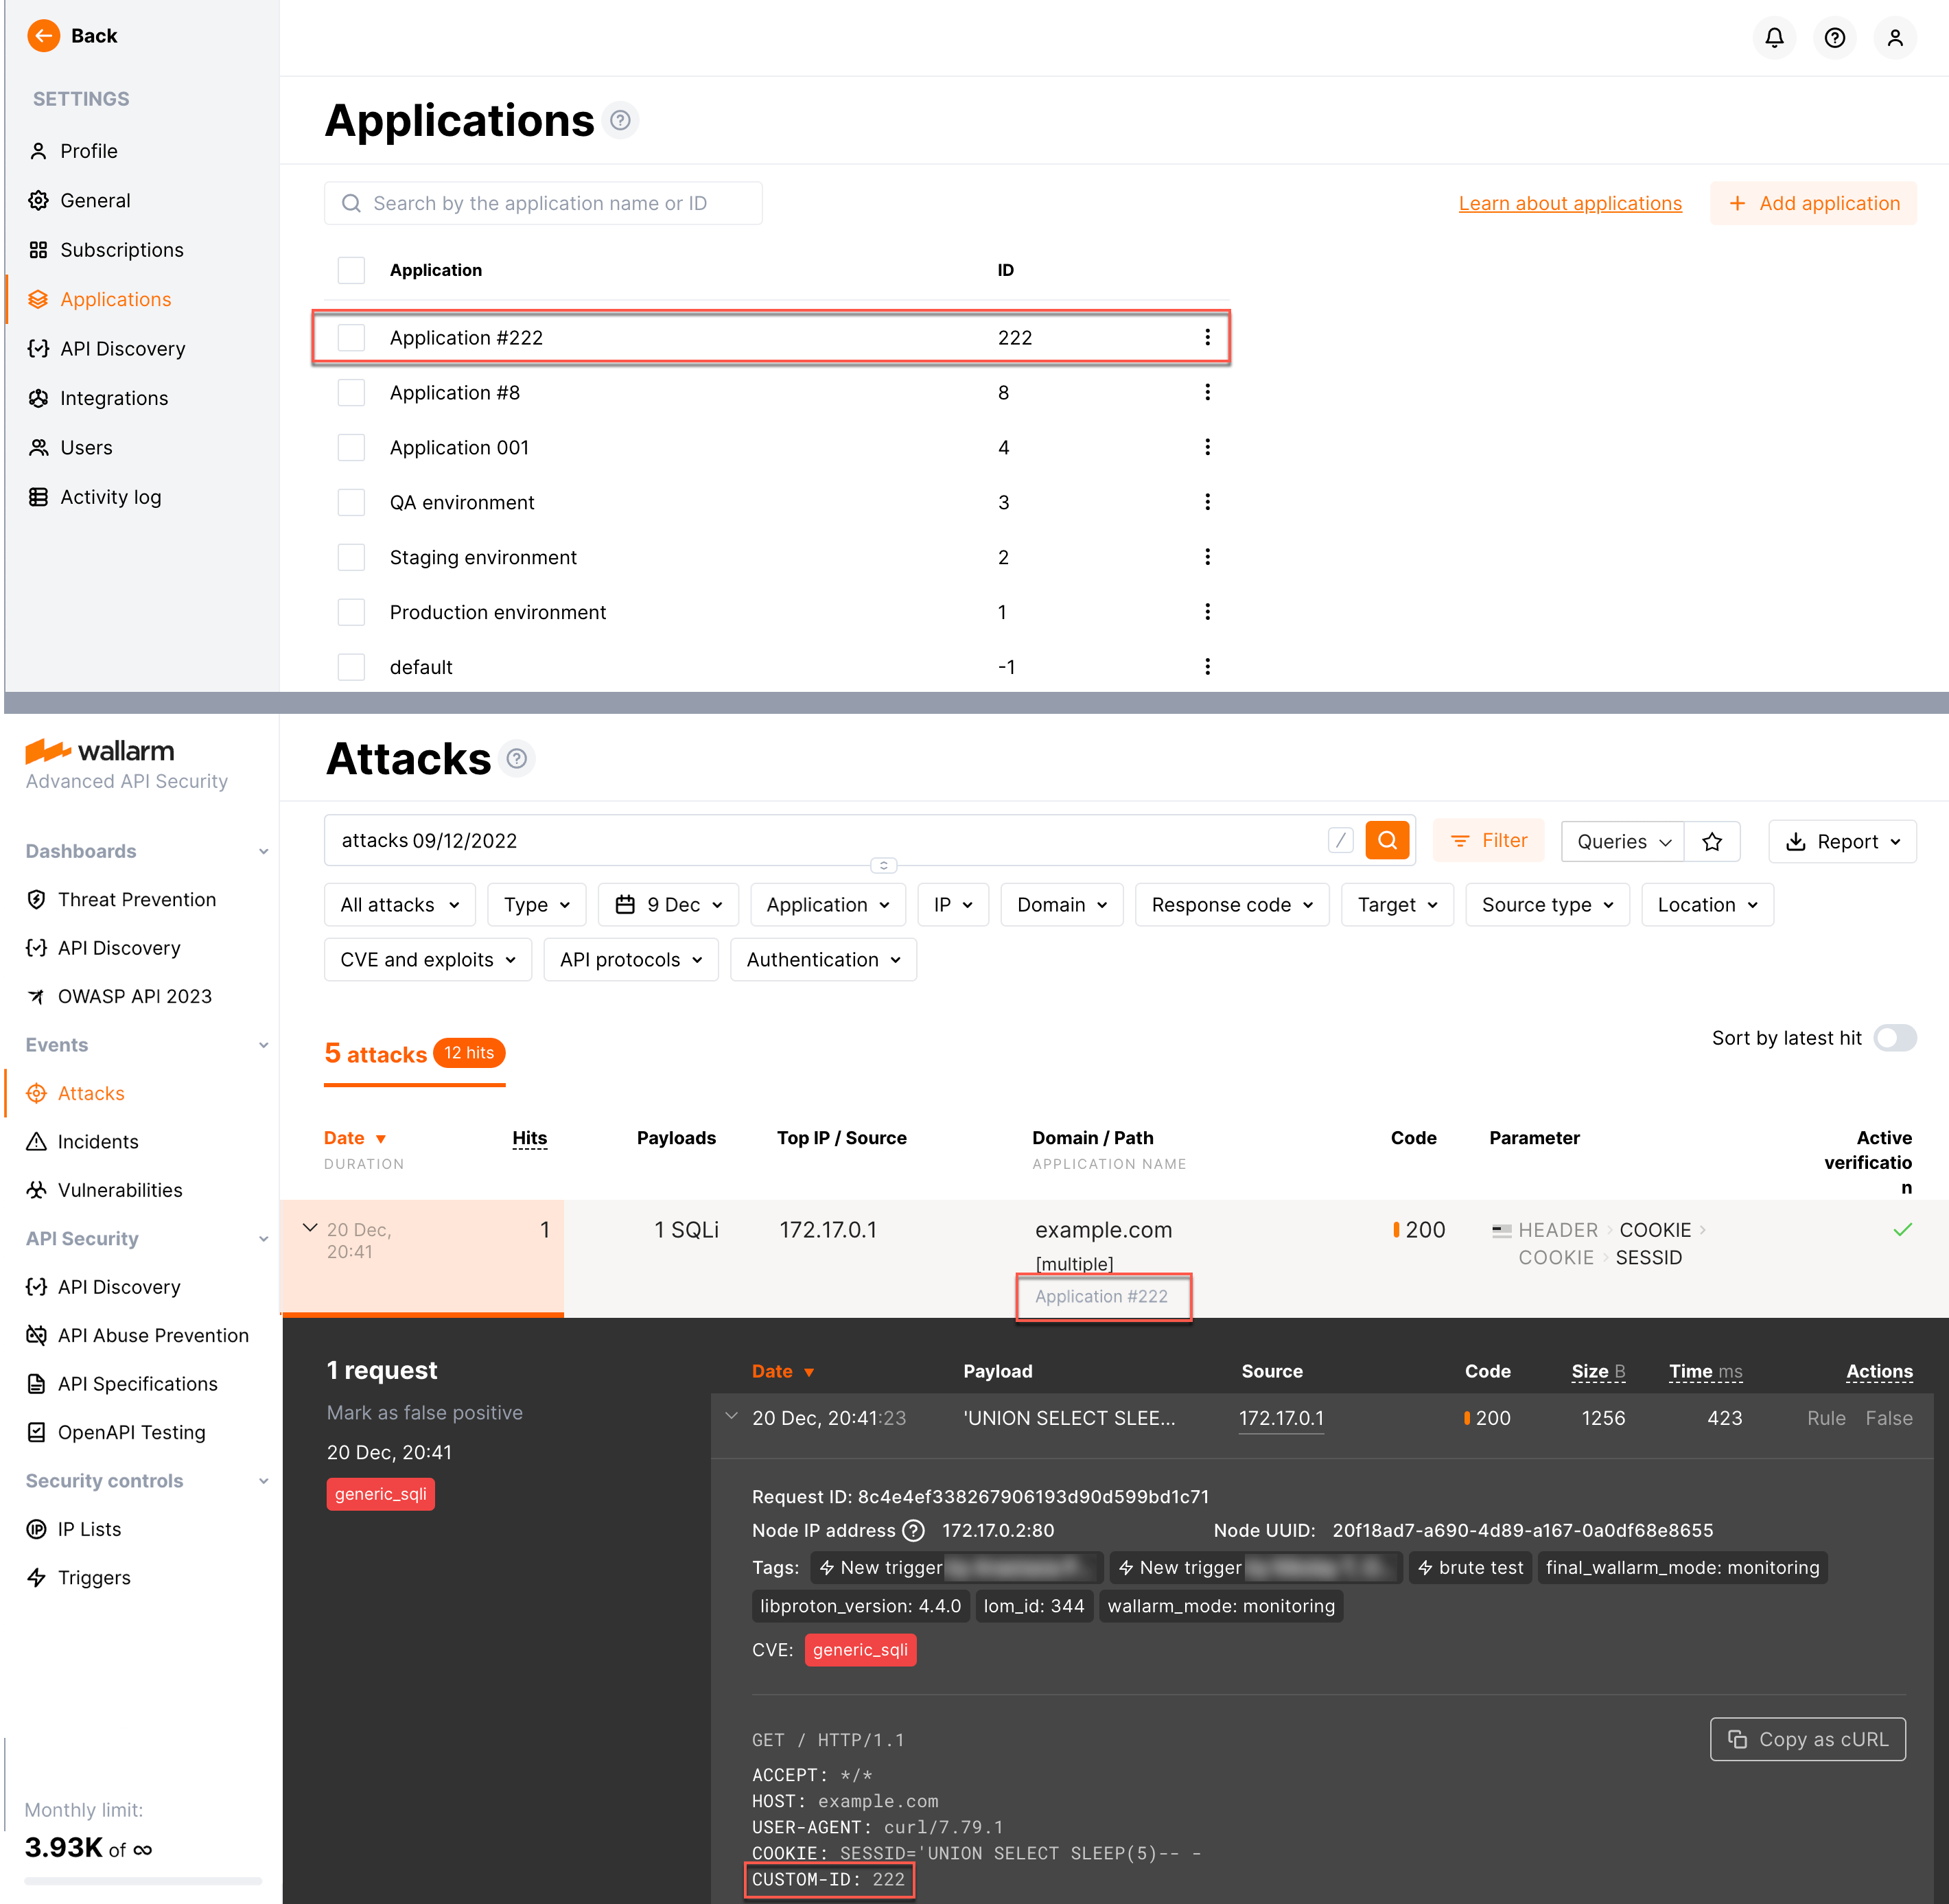 Back
SETTINGS
Profile
General
Subscriptions
Applications
API Discovery
Integrations
Users
Activity log
Applications
Search by the application name or ID
Learn about applications
+ Add application
Application ID
Application #222 222
Application #8 8
Application 001 4
QA environment 3
Staging environment 2
Production environment 1
default -1
wallarm
Advanced API Security
Dashboards
Threat Prevention
API Discovery
OWASP API 2023
Events
Attacks
Incidents
Vulnerabilities
API Security
API Discovery
API Abuse Prevention
API Specifications
OpenAPI Testing
Security controls
IP Lists
Triggers
Monthly limit:
3.93K of ∞
Attacks
attacks 09/12/2022 /
Filter
Queries
Report
All attacks Type 9 Dec Application IP Domain Response code Target Source type Location
CVE and exploits API protocols Authentication
5 attacks 12 hits
Sort by latest hit
Date ▼ Hits Payloads Top IP / Source Domain / Path Code Parameter Active
DURATION APPLICATION NAME verificatio
n
20 Dec, 1 1 SQLi 172.17.0.1 example.com 200 HEADER › COOKIE ›
20:41 [multiple] COOKIE › SESSID
Application #222
1 request
Mark as false positive
20 Dec, 20:41
generic_sqli
Date ▼ Payload Source Code Size B Time ms Actions
20 Dec, 20:41:23 'UNION SELECT SLEE... 172.17.0.1 200 1256 423 Rule False
Request ID: 8c4e4ef338267906193d90d599bd1c71
Node IP address 172.17.0.2:80 Node UUID: 20f18ad7-a690-4d89-a167-0a0df68e8655
Tags: New trigger New trigger brute test final_wallarm_mode: monitoring
libproton_version: 4.4.0 lom_id: 344 wallarm_mode: monitoring
CVE: generic_sqli
Copy as cURL
GET / HTTP/1.1
ACCEPT: */*
HOST: example.com
USER-AGENT: curl/7.79.1
COOKIE: SESSID='UNION SELECT SLEEP(5)-- -
CUSTOM-ID: 222